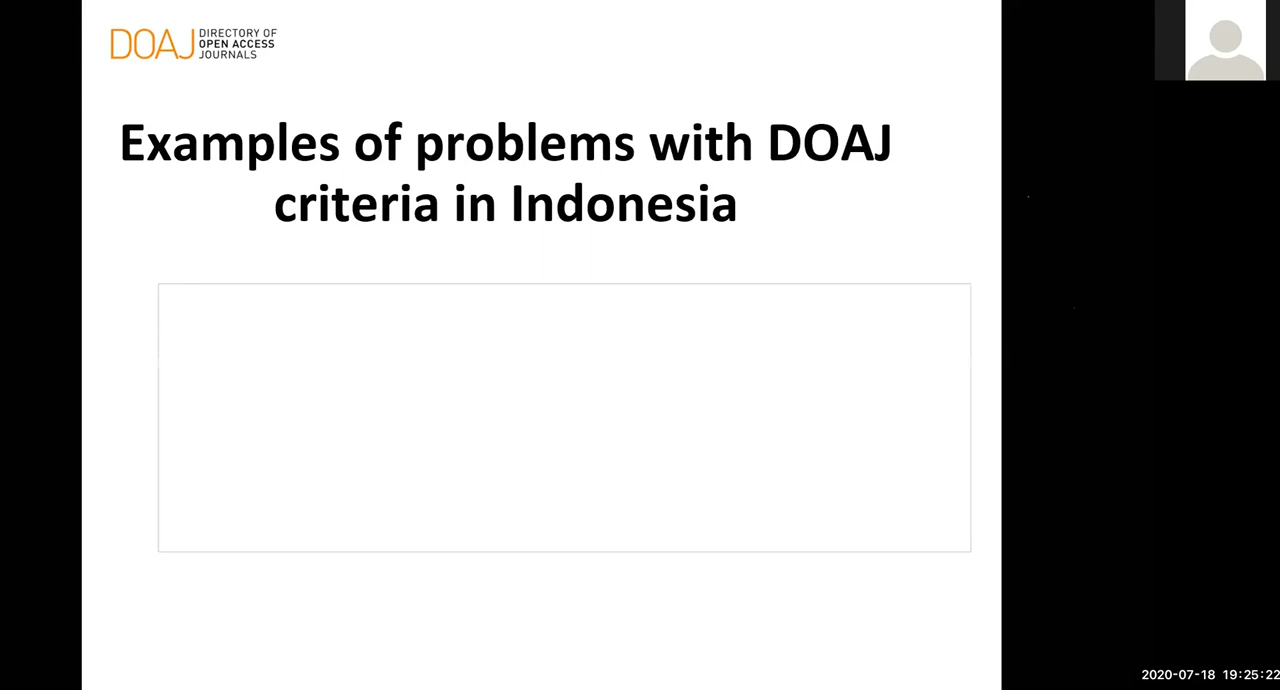 DOAJ DIRECTORY OF
OPEN ACCESS
JOURNALS
Examples of problems with DOAJ
criteria in Indonesia
2020-07-18 19:25:22